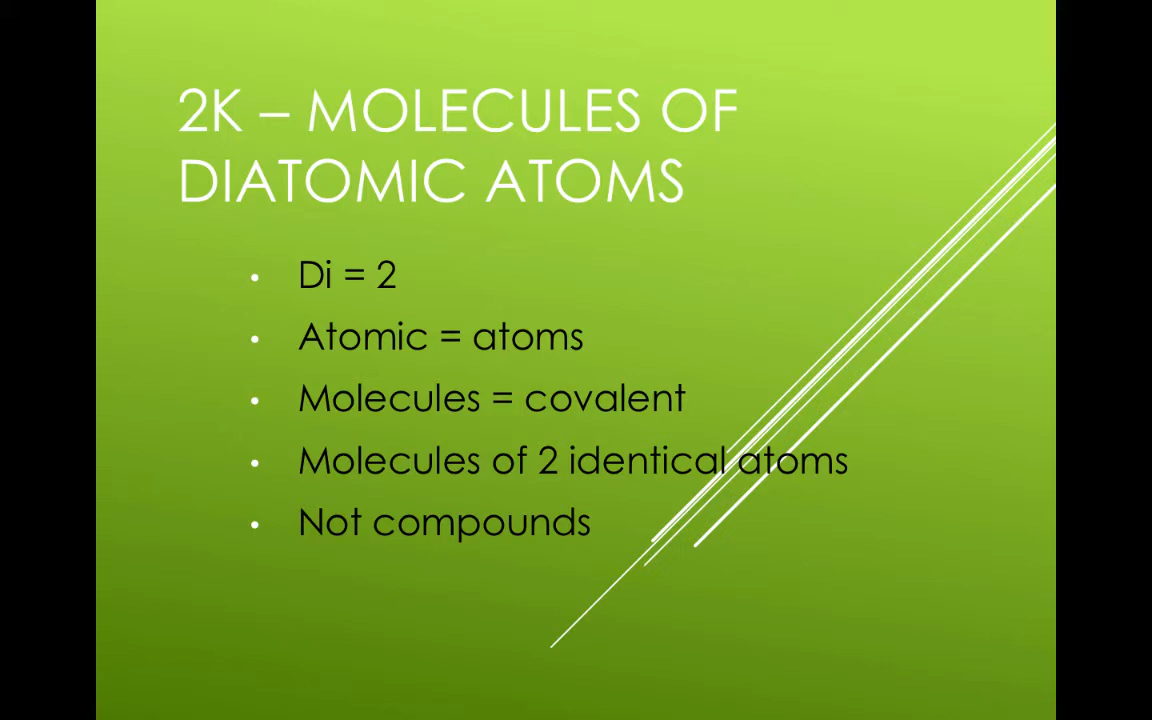 2K – MOLECULES OF
DIATOMIC ATOMS
• Di = 2
• Atomic = atoms
• Molecules = covalent
• Molecules of 2 identical atoms
• Not compounds